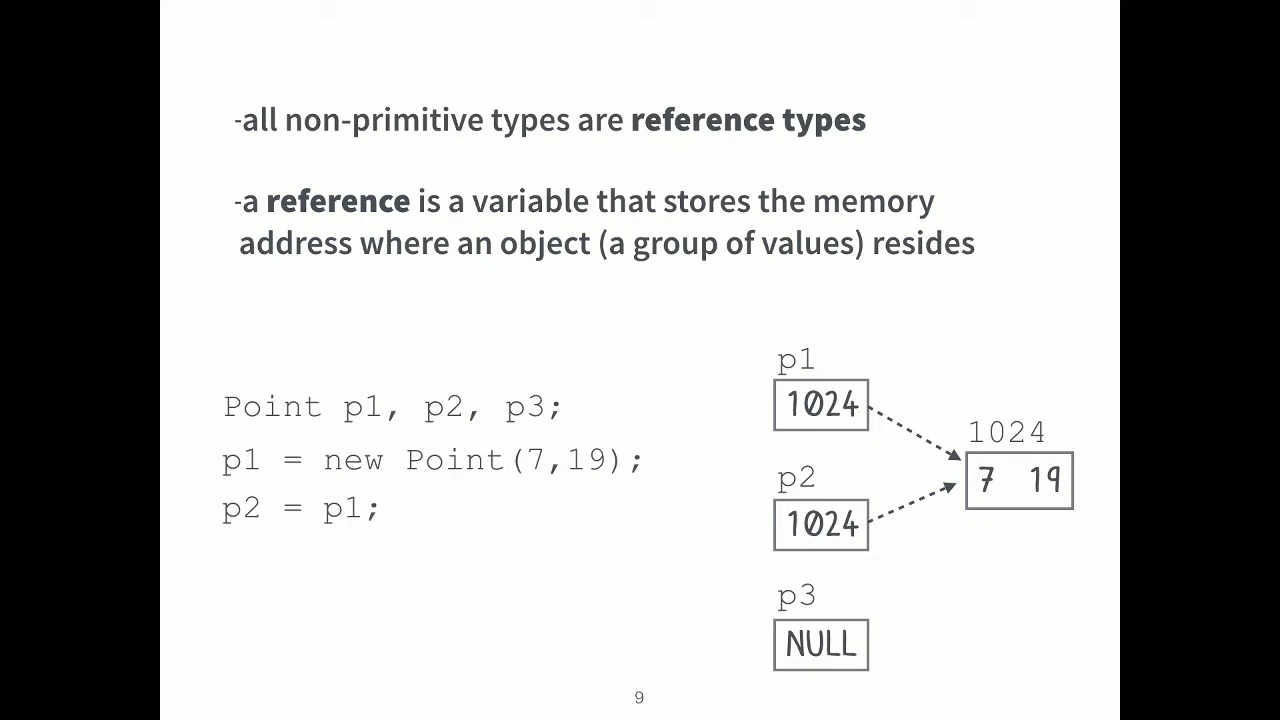 -all non-primitive types are reference types
-a reference is a variable that stores the memory
address where an object (a group of values) resides
Point p1, p2, p3;
p1 = new Point(7,19);
p2 = p1;
p1
1024
p2
1024
p3
NULL
1024
7 19
9